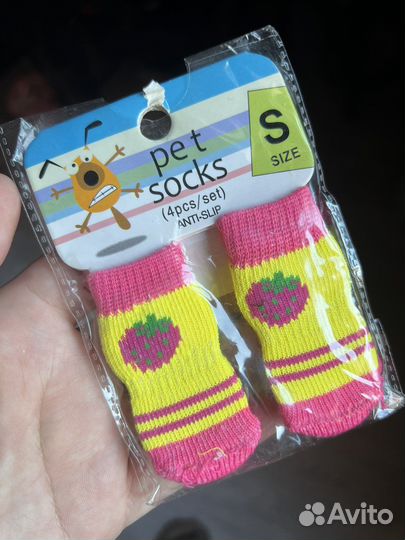 pet
socks
(4pcs/set)
ANTI-SLIP
S
SIZE
Avito